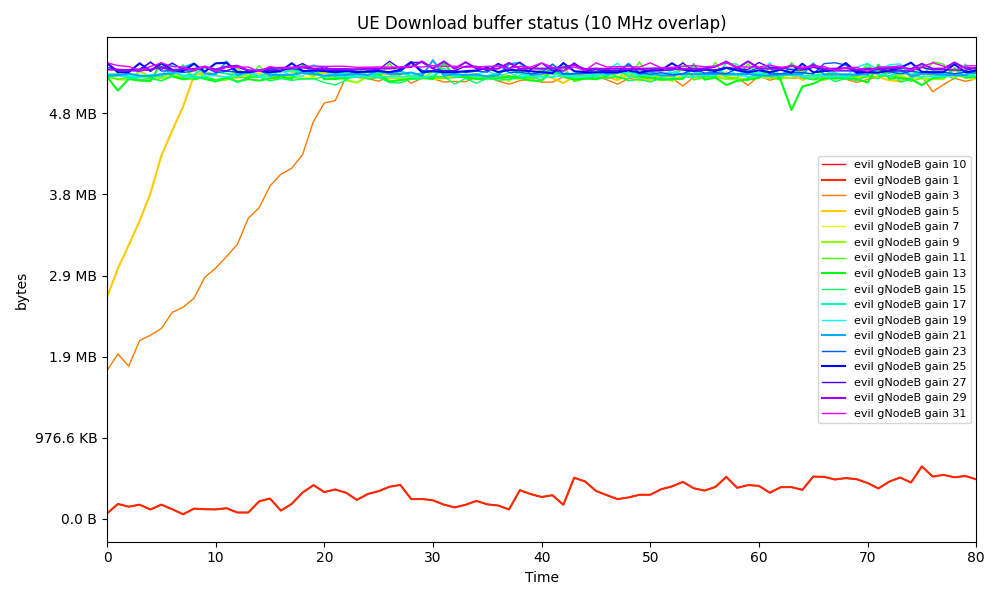 UE Download buffer status (10 MHz overlap)
bytes
4.8 MB
3.8 MB
2.9 MB
1.9 MB
976.6 KB
0.0 B
evil gNodeB gain 10
evil gNodeB gain 1
evil gNodeB gain 3
evil gNodeB gain 5
evil gNodeB gain 7
evil gNodeB gain 9
evil gNodeB gain 11
evil gNodeB gain 13
evil gNodeB gain 15
evil gNodeB gain 17
evil gNodeB gain 19
evil gNodeB gain 21
evil gNodeB gain 23
evil gNodeB gain 25
evil gNodeB gain 27
evil gNodeB gain 29
evil gNodeB gain 31
0 10 20 30 40 50 60 70 80
Time